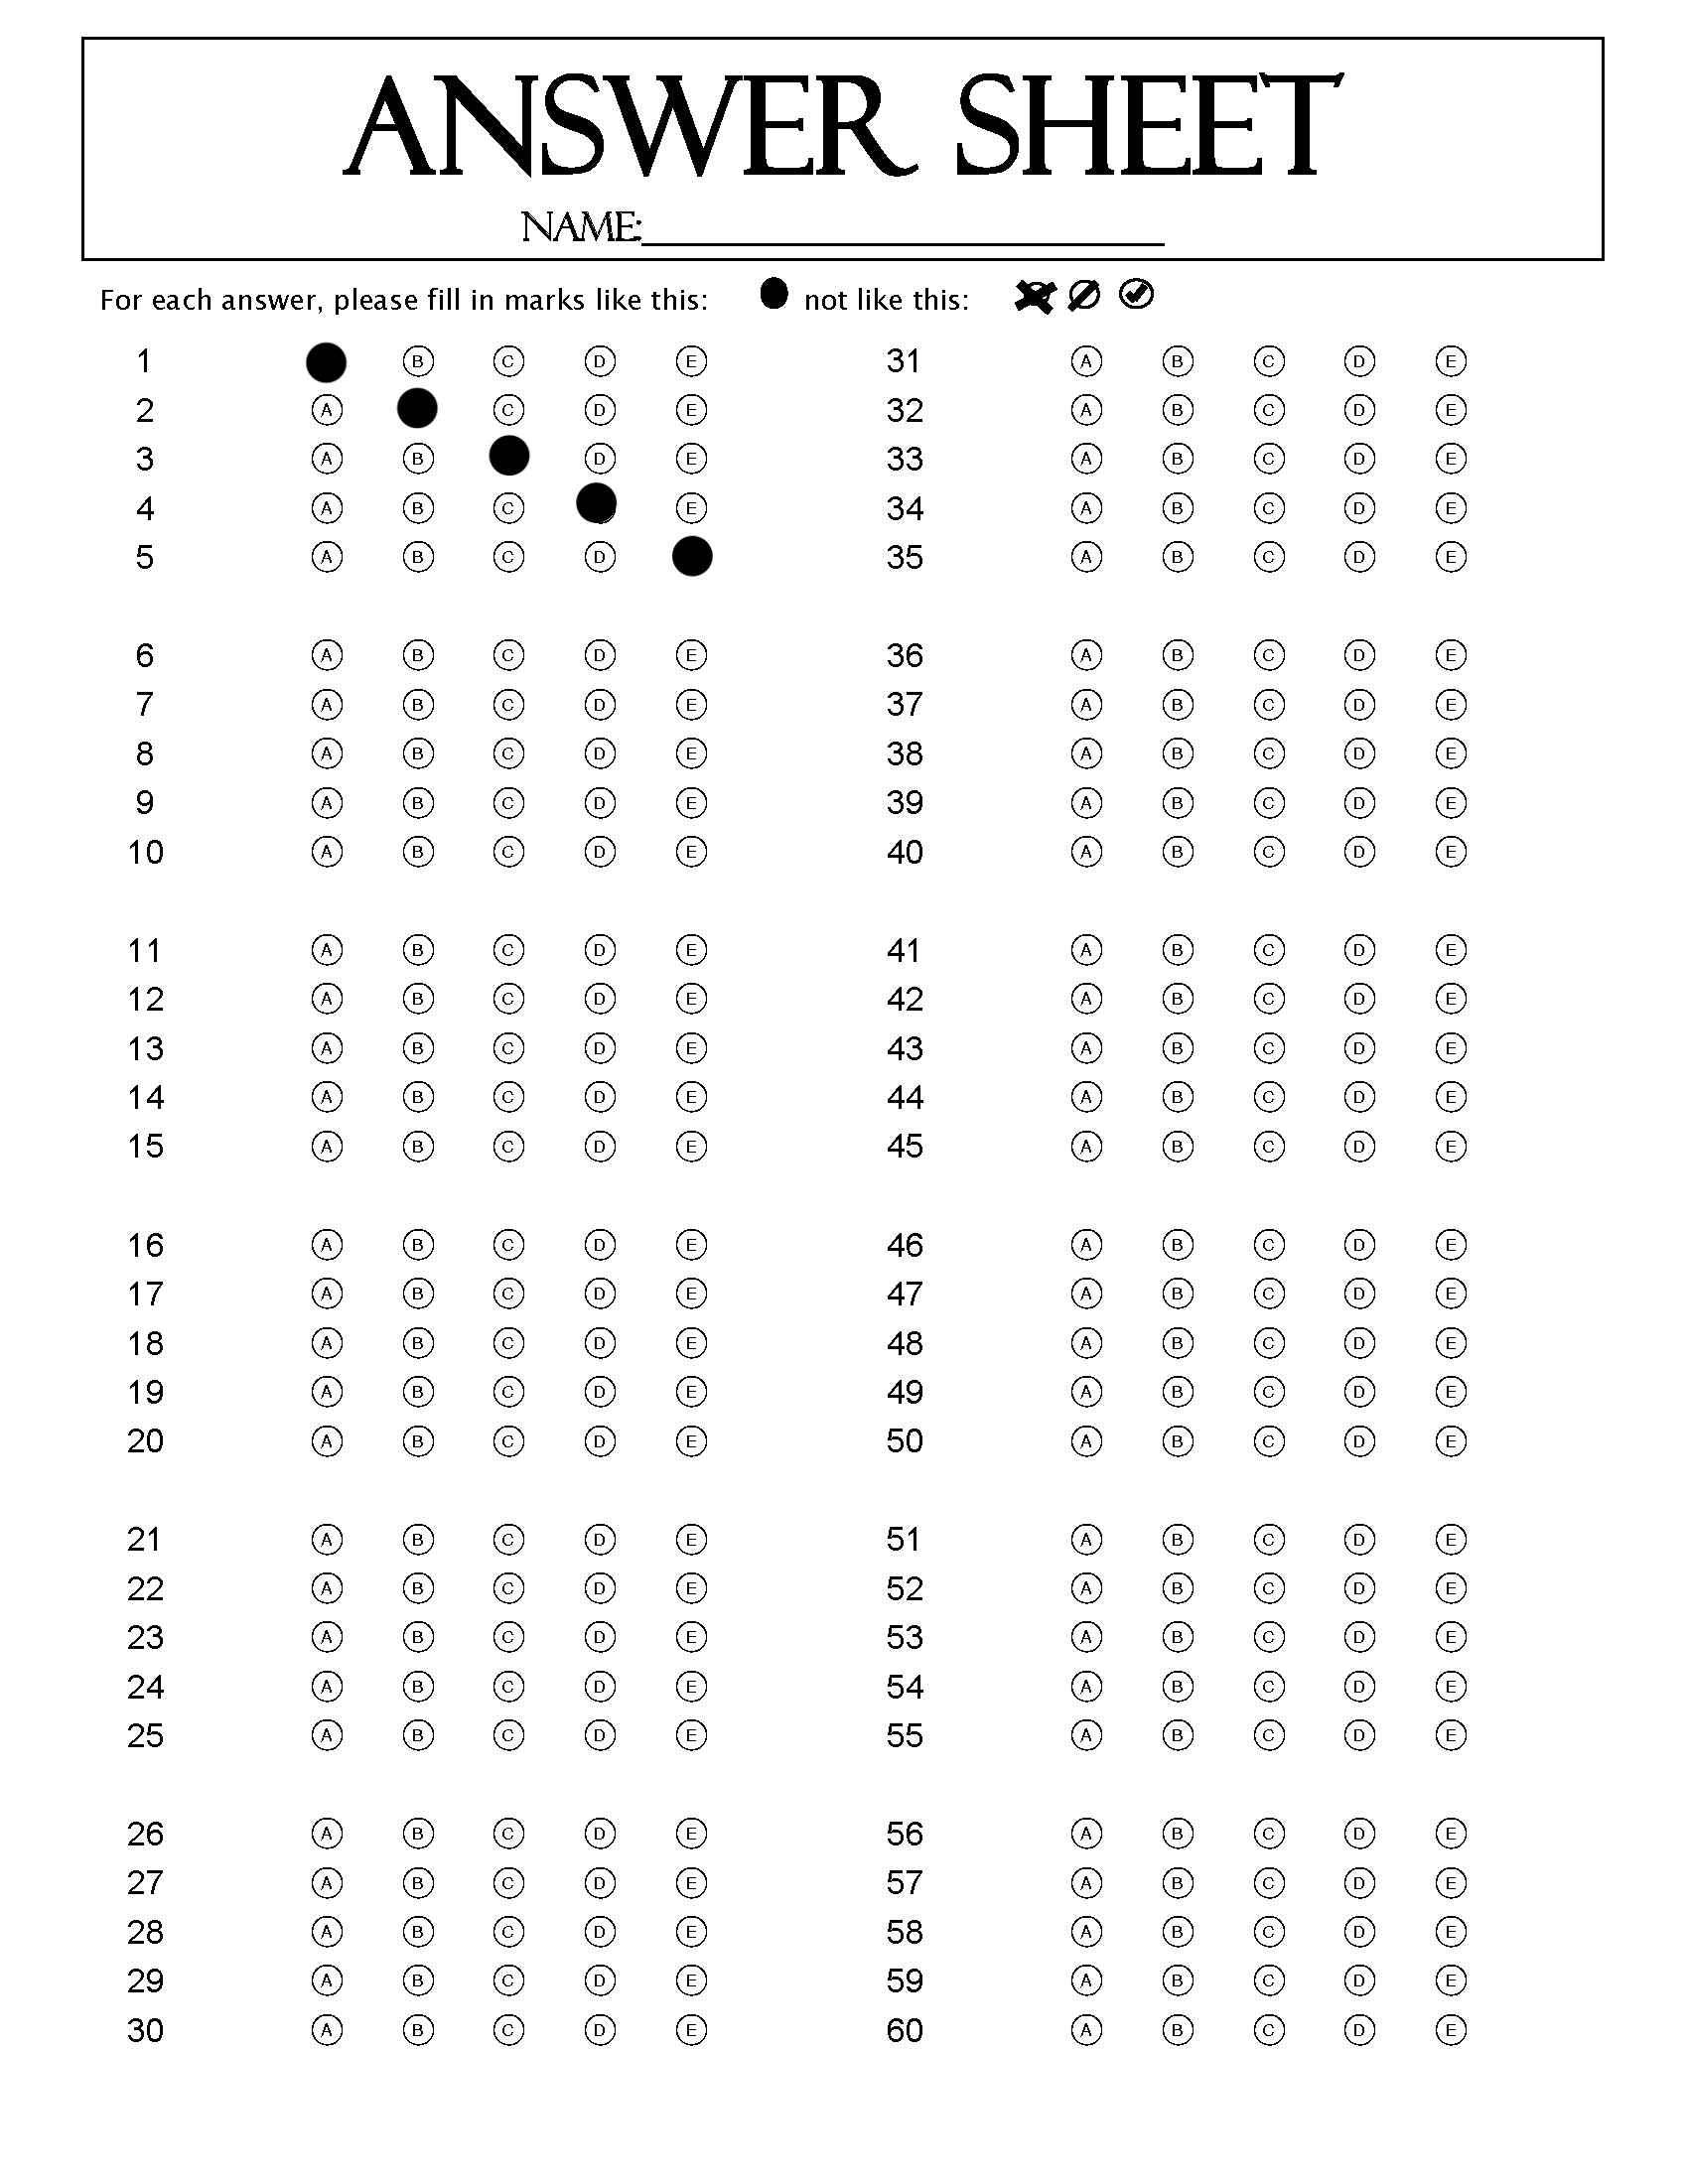 ANSWER SHEET
NAME:
For each answer, please fill in marks like this: not like this:
1 B C D E 31 A B C D E
2 A C D E 32 A B C D E
3 A B D E 33 A B C D E
4 A B C E 34 A B C D E
5 A B C D 35 A B C D E
6 A B C D E 36 A B C D E
7 A B C D E 37 A B C D E
8 A B C D E 38 A B C D E
9 A B C D E 39 A B C D E
10 A B C D E 40 A B C D E
11 A B C D E 41 A B C D E
12 A B C D E 42 A B C D E
13 A B C D E 43 A B C D E
14 A B C D E 44 A B C D E
15 A B C D E 45 A B C D E
16 A B C D E 46 A B C D E
17 A B C D E 47 A B C D E
18 A B C D E 48 A B C D E
19 A B C D E 49 A B C D E
20 A B C D E 50 A B C D E
21 A B C D E 51 A B C D E
22 A B C D E 52 A B C D E
23 A B C D E 53 A B C D E
24 A B C D E 54 A B C D E
25 A B C D E 55 A B C D E
26 A B C D E 56 A B C D E
27 A B C D E 57 A B C D E
28 A B C D E 58 A B C D E
29 A B C D E 59 A B C D E
30 A B C D E 60 A B C D E